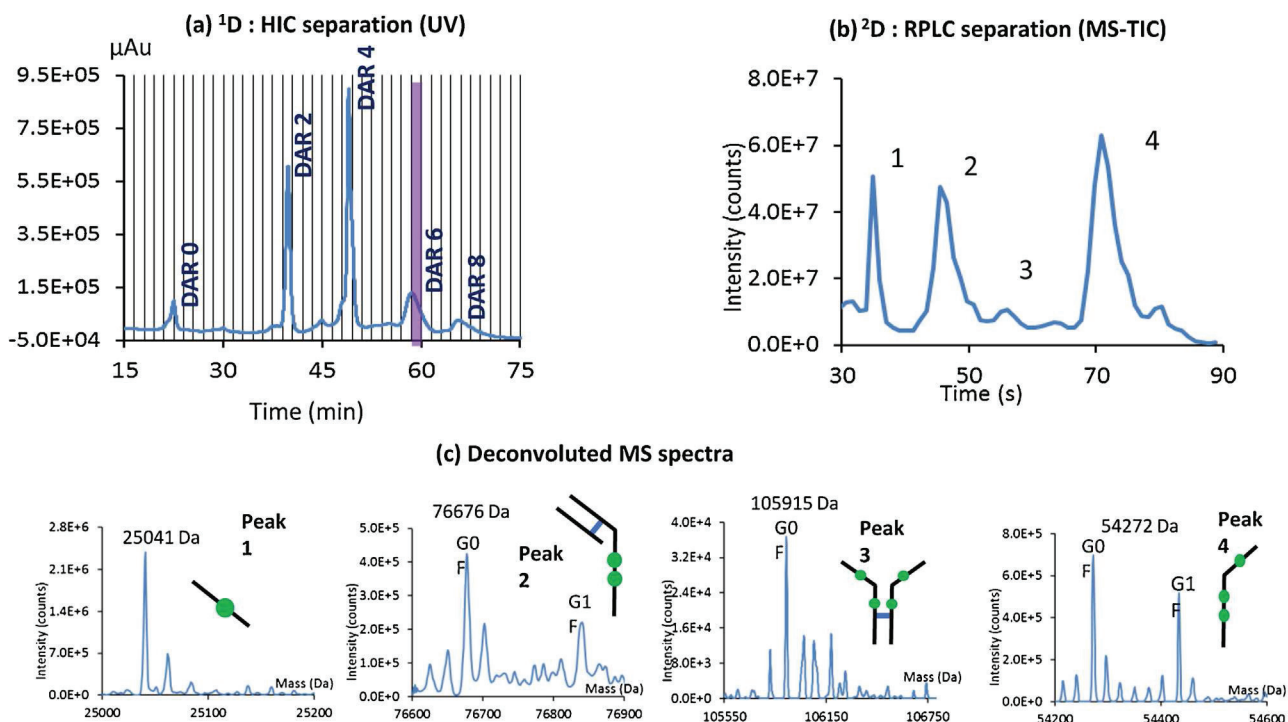 (a) ¹D : HIC separation (UV)
µAu
9.5E+05
7.5E+05
5.5E+05
3.5E+05
1.5E+05
-5.0E+04
DAR 0
DAR 2
DAR 4
DAR 6
DAR 8
15
30
45
60
75
Time (min)
(b) ²D : RPLC separation (MS-TIC)
Intensity (counts)
8.0E+7
6.0E+7
4.0E+7
2.0E+7
0.0E+0
1
2
3
4
30
50
70
90
Time (s)
(c) Deconvoluted MS spectra
Intensity (counts)
2.8E+6
2.1E+6
1.4E+6
7.0E+5
0.0E+0
25041 Da
Peak
1
Mass (Da)
25000
25100
25200
Intensity (counts)
5.0E+5
4.0E+5
3.0E+5
2.0E+5
1.0E+5
0.0E+0
76676 Da
G0
F
Peak
2
G1
F
Mass (Da)
76600
76700
76800
76900
Intensity (counts)
4.0E+4
3.2E+4
2.4E+4
1.6E+4
8.0E+3
0.0E+0
105915 Da
G0
F
Peak
3
Mass (Da)
105550
106150
106750
Intensity (counts)
8.0E+5
6.0E+5
4.0E+5
2.0E+5
0.0E+0
54272 Da
G0
F
G1
F
Peak
4
Mass (Da)
54200
54400
54600